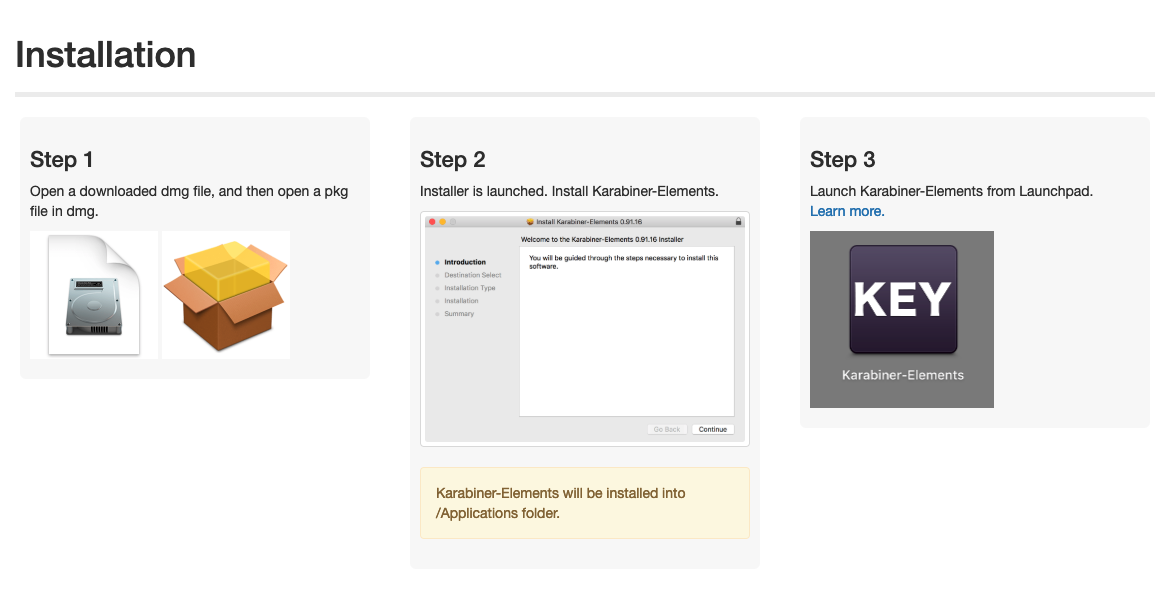 Installation
Step 1
Open a downloaded dmg file, and then open a pkg
file in dmg.
Step 2
Installer is launched. Install Karabiner-Elements.
Install Karabiner-Elements 0.91.16
Welcome to the Karabiner-Elements 0.91.16 Installer
Introduction
Destination Select
Installation Type
Installation
Summary
You will be guided through the steps necessary to install this
software.
Go Back
Continue
Karabiner-Elements will be installed into
/Applications folder.
Step 3
Launch Karabiner-Elements from Launchpad.
Learn more.
KEY
Karabiner-Elements